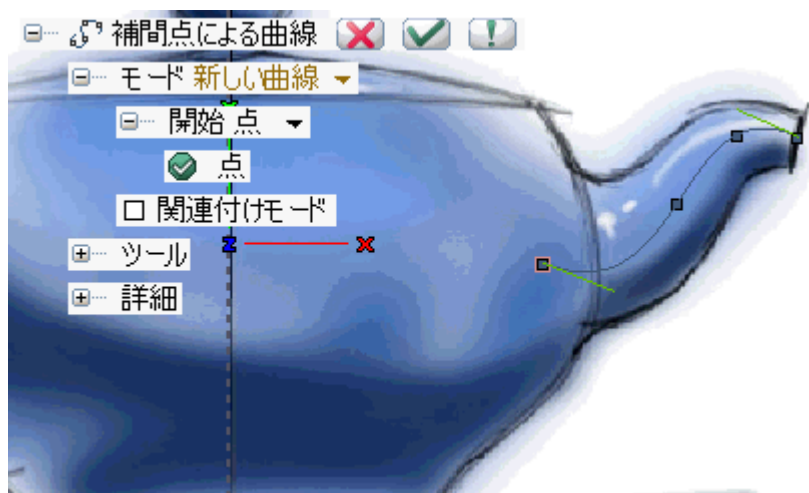 補間点による曲線
モード 新しい曲線
開始 点
点
関連付けモード
ツール
Z X
詳細